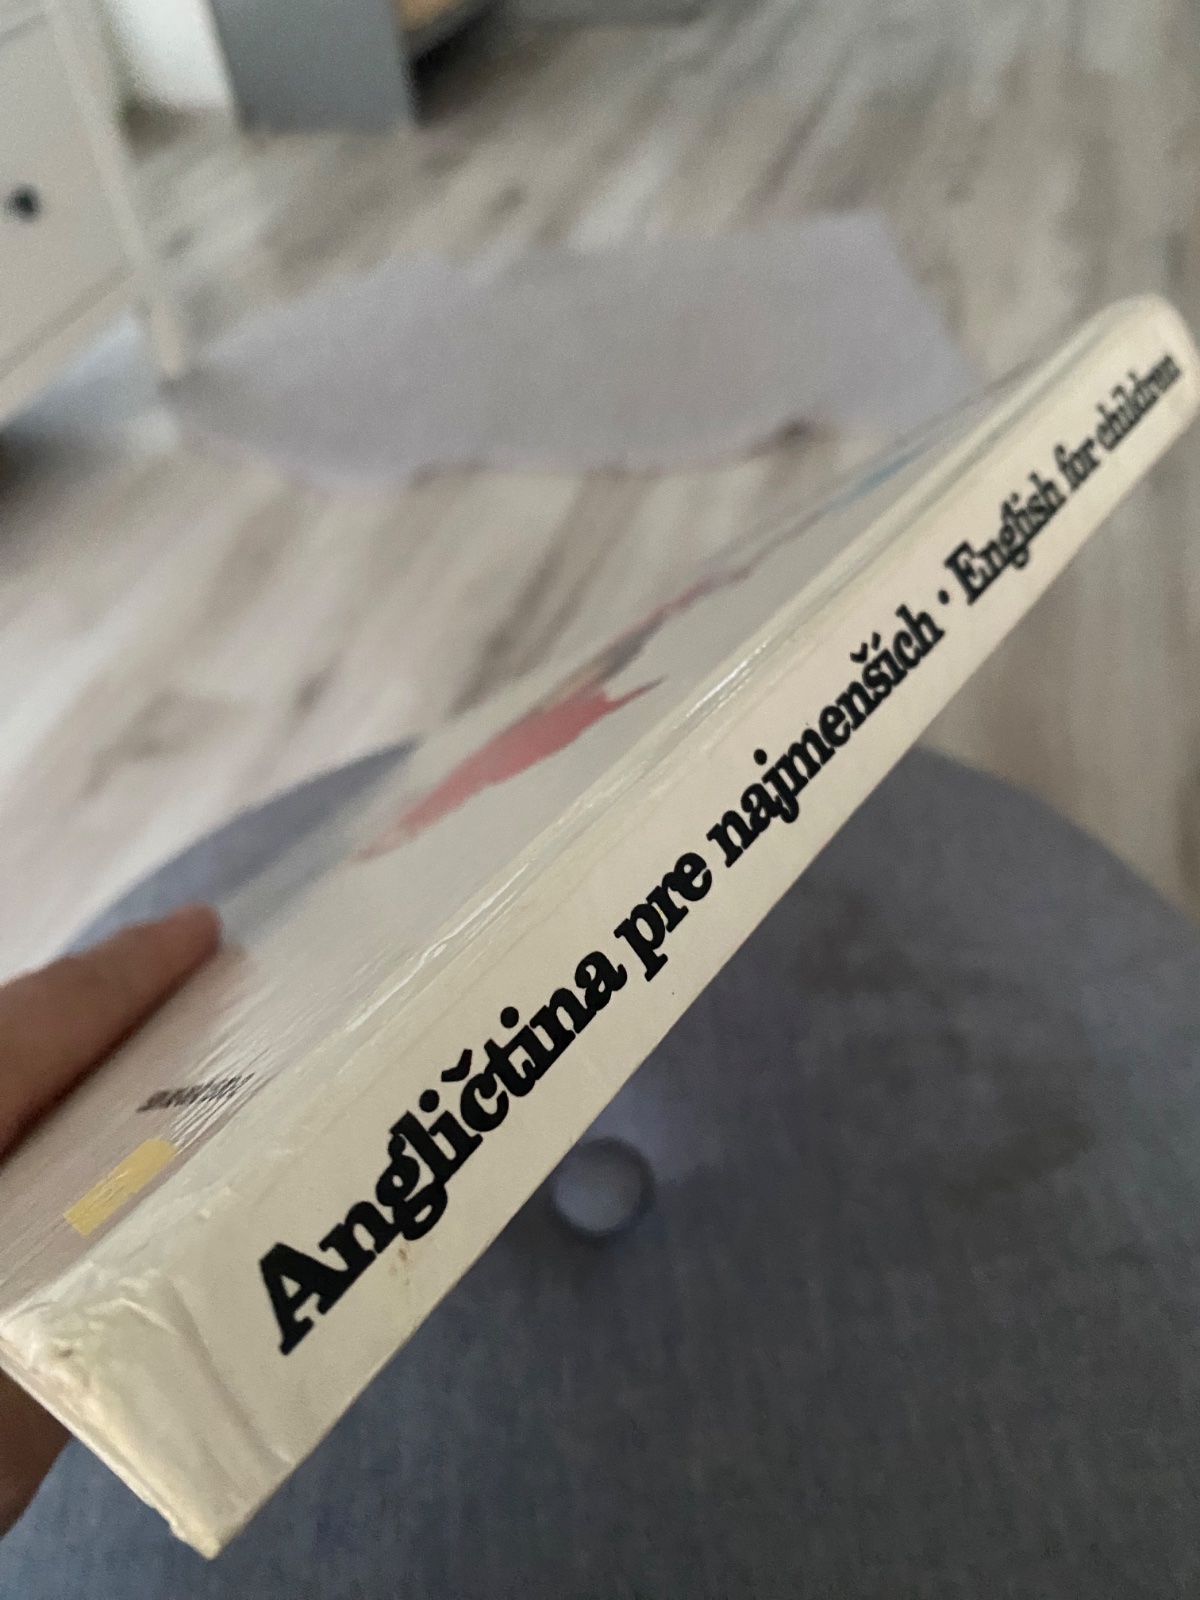 Angličtina pre najmenších · English for children